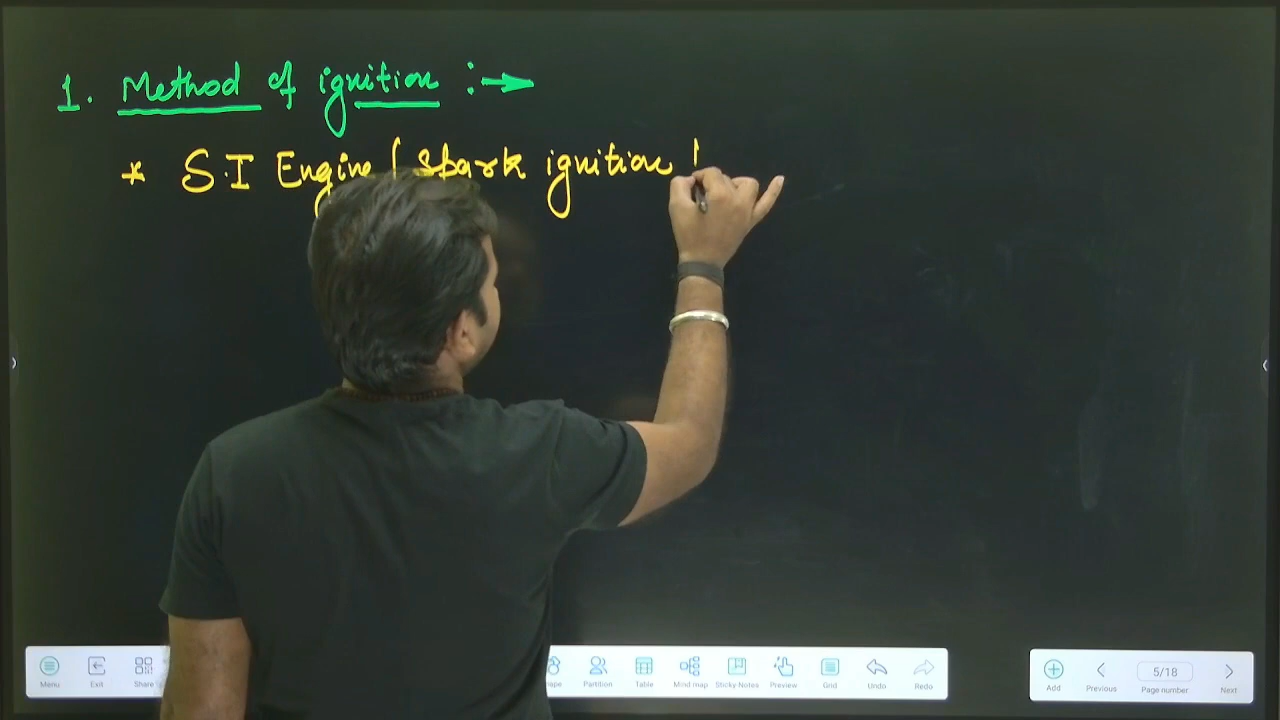 1. Method of ignition :→
* S.I Engine ( Spark ignition
Menu Exit Share Partition Table Mind map Sticky Notes Preview Grid Undo Redo Add Previous 5/18 Page number Next